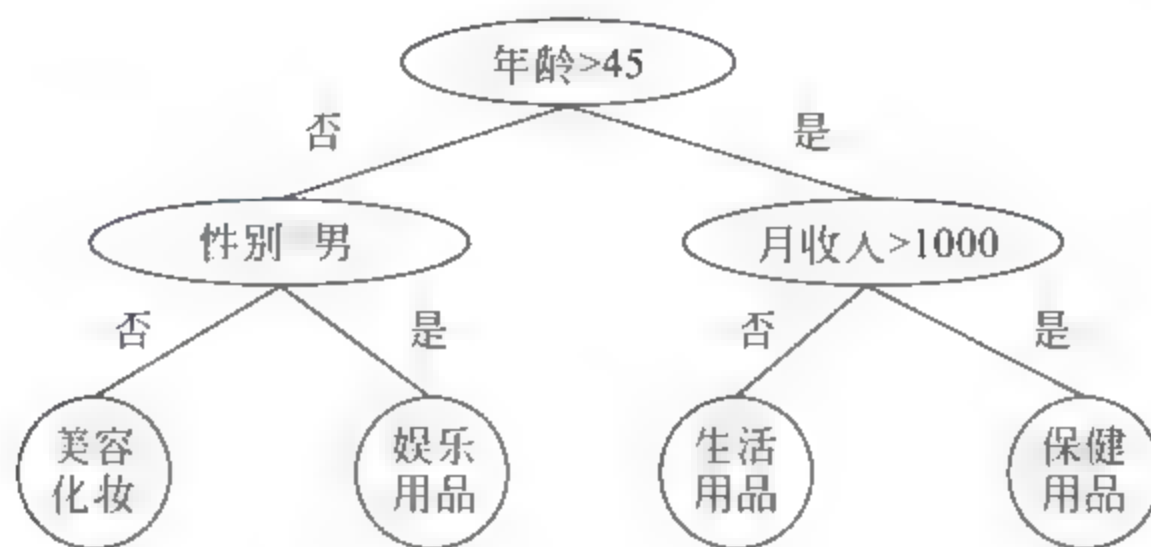 年龄>45
否
是
性别 男
月收人>1000
否
是
否
是
美容
化妆
娱乐
用品
生活
用品
保健
用品